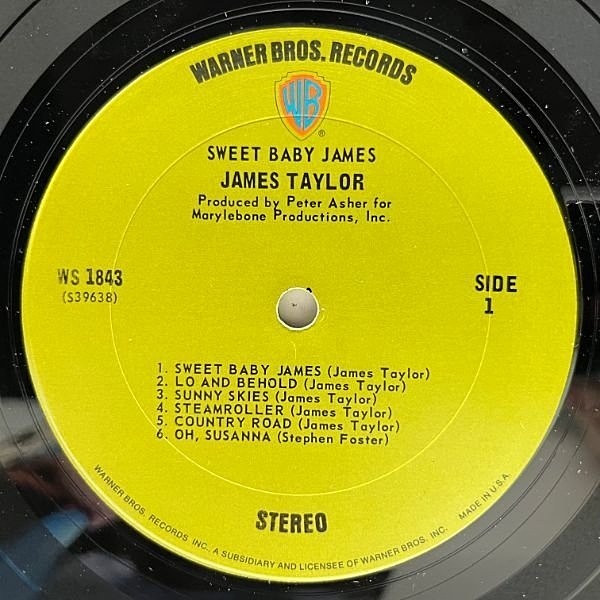 WARNER BROS. RECORDS
WB
®
SWEET BABY JAMES
JAMES TAYLOR
Produced by Peter Asher for
Marylebone Productions, Inc.
WS 1843
(S39638)
SIDE
1
1. SWEET BABY JAMES (James Taylor)
2. LO AND BEHOLD (James Taylor)
3. SUNNY SKIES (James Taylor)
4. STEAMROLLER (James Taylor)
5. COUNTRY ROAD (James Taylor)
6. OH, SUSANNA (Stephen Foster)
STEREO
WARNER BROS. RECORDS INC., A SUBSIDIARY AND LICENSEE OF WARNER BROS. INC. MADE IN U.S.A.